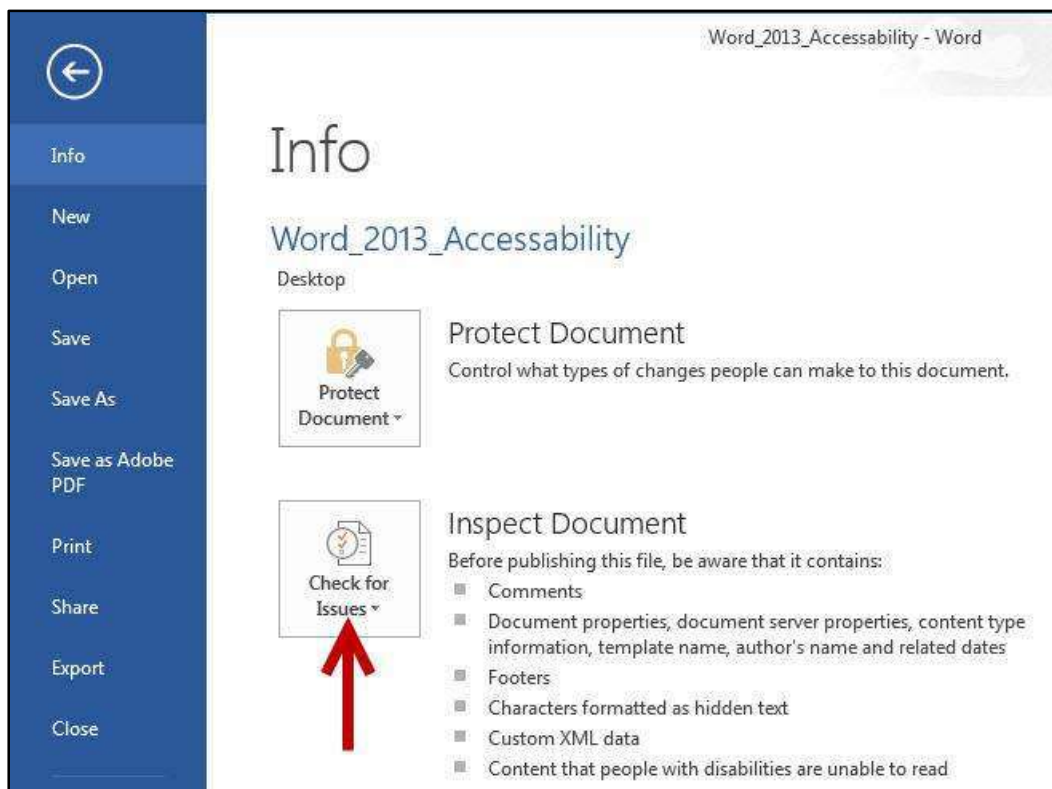 Word_2013_Accessability - Word
Info
New
Open
Save
Save As
Save as Adobe
PDF
Print
Share
Export
Close
Info
Word_2013_Accessability
Desktop
Protect
Document
Protect Document
Control what types of changes people can make to this document.
Check for
Issues
Inspect Document
Before publishing this file, be aware that it contains:
Comments
Document properties, document server properties, content type
information, template name, author's name and related dates
Footers
Characters formatted as hidden text
Custom XML data
Content that people with disabilities are unable to read